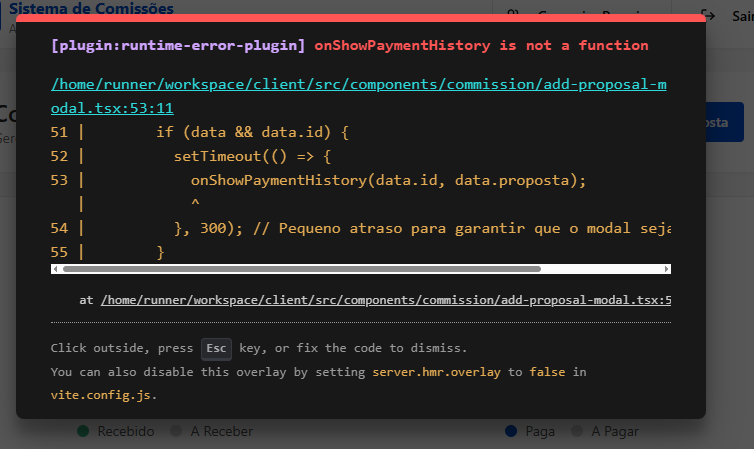 Sistema de Comissões
Sair
[plugin:runtime-error-plugin] onShowPaymentHistory is not a function
/home/runner/workspace/client/src/components/commission/add-proposal-m
odal.tsx:53:11
51 |        if (data && data.id) {
52 |          setTimeout(() => {
53 |            onShowPaymentHistory(data.id, data.proposta);
   |            ^
54 |          }, 300); // Pequeno atraso para garantir que o modal seja
55 |        }
at /home/runner/workspace/client/src/components/commission/add-proposal-modal.tsx:5
Click outside, press Esc key, or fix the code to dismiss.
You can also disable this overlay by setting server.hmr.overlay to false in
vite.config.js.
Recebido A Receber Paga A Pagar